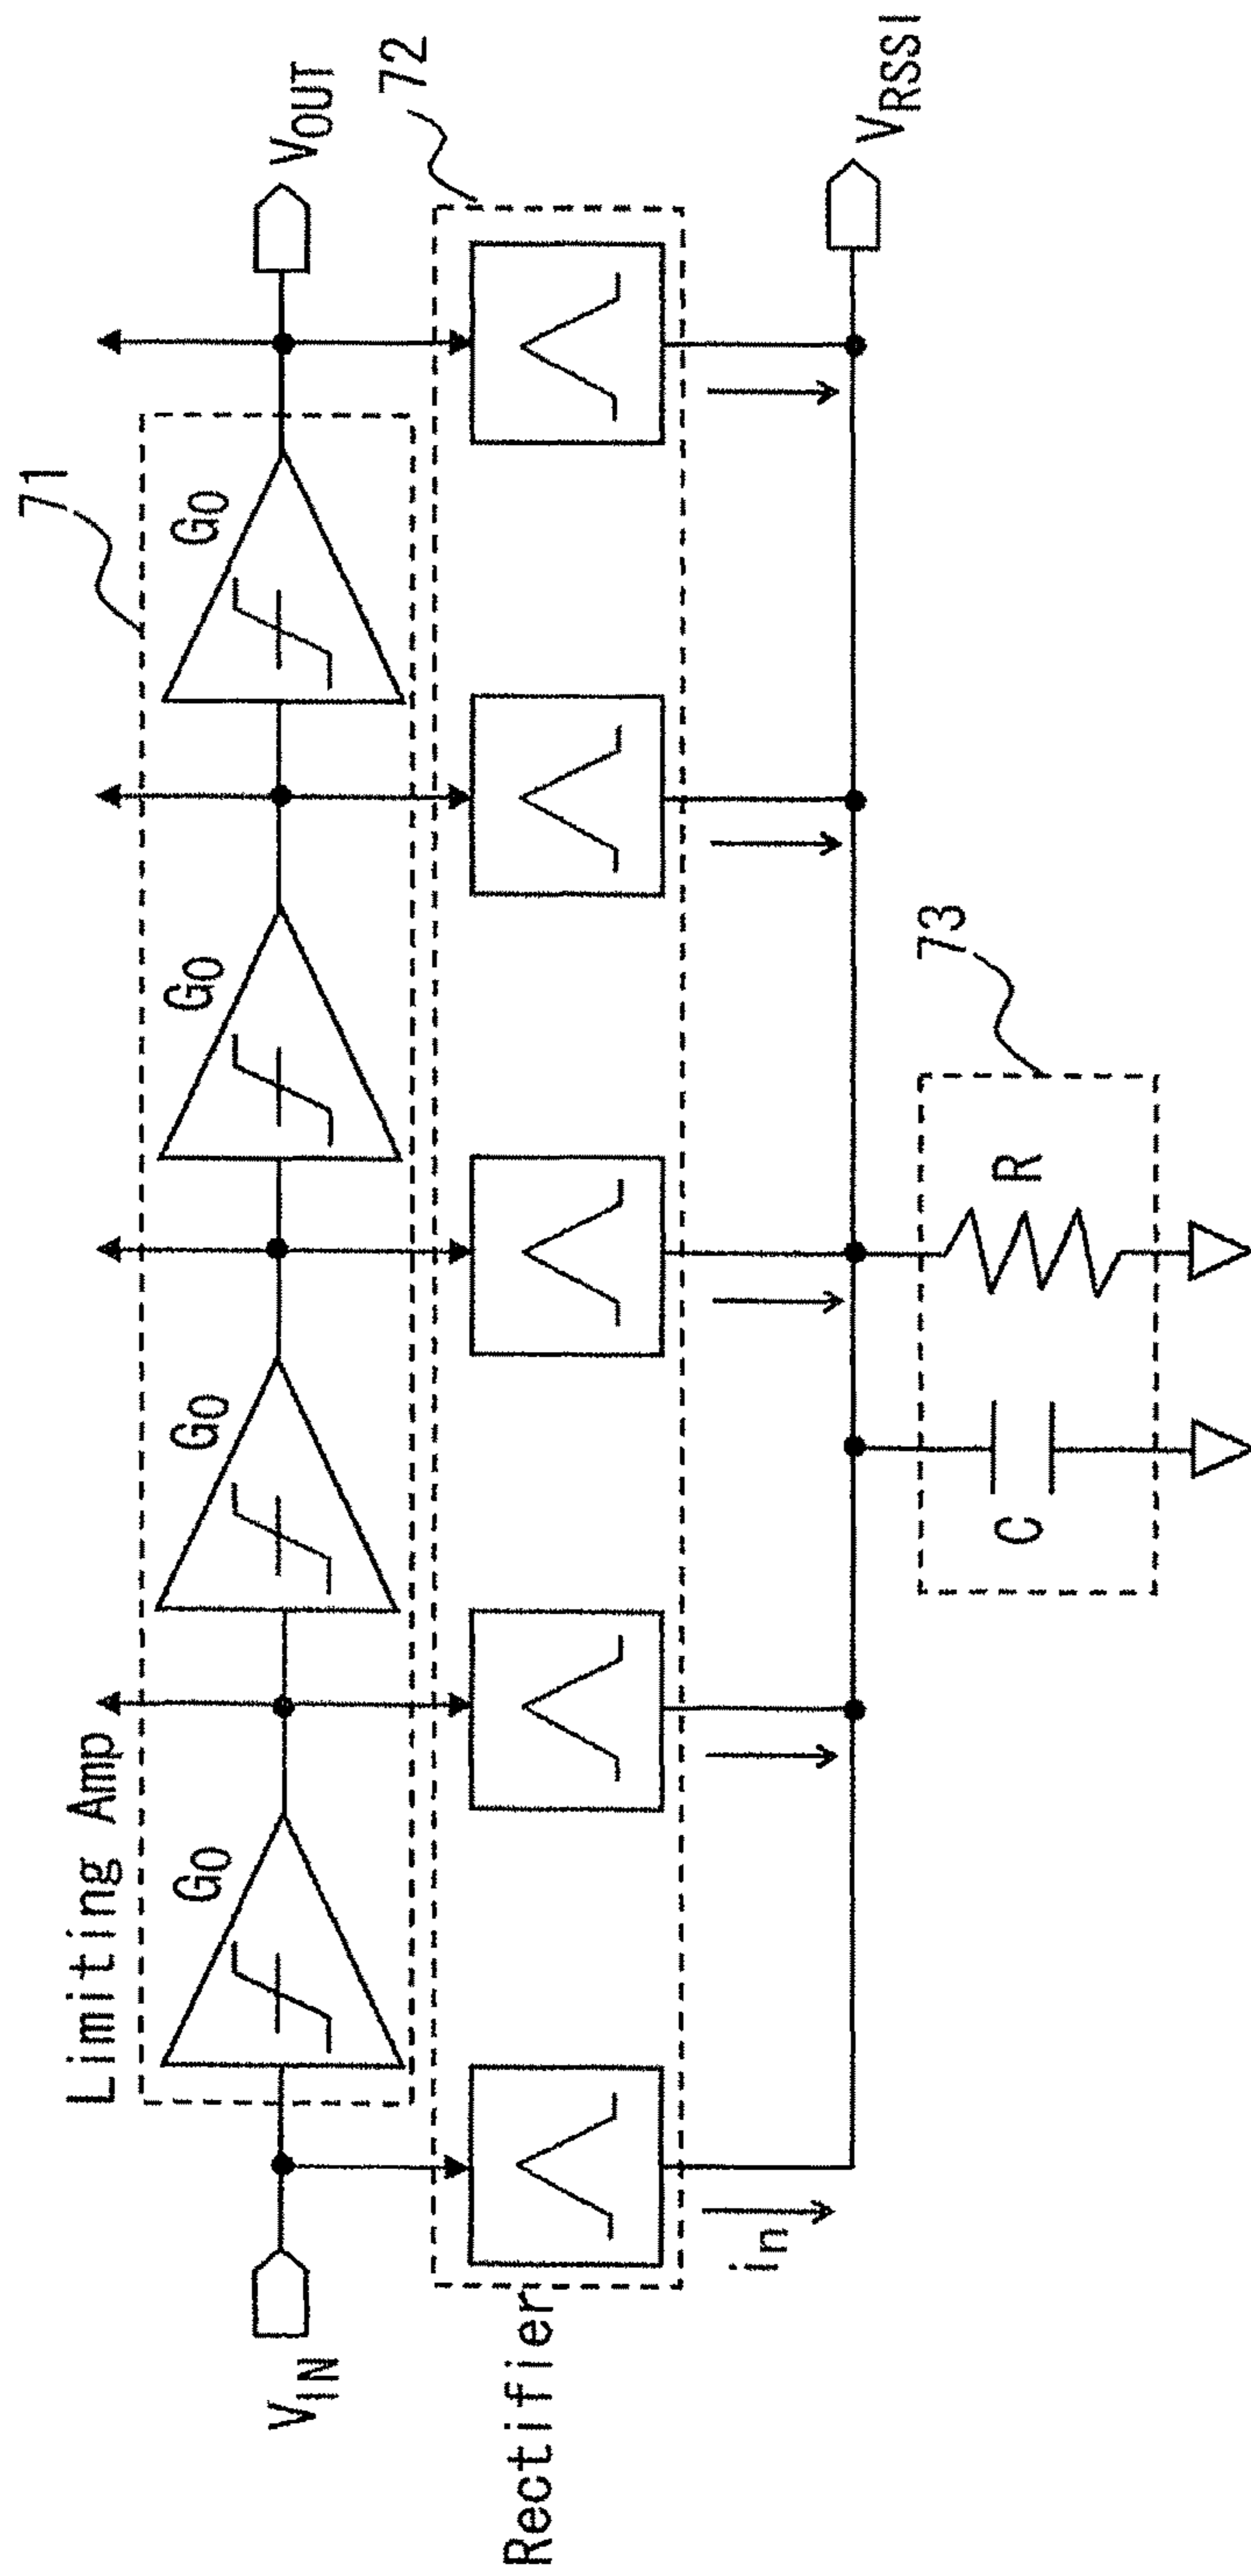 Limiting Amp
71
G0
G0
G0
G0
VIN
VOUT
72
Rectifier
in
VRSSI
73
C
R